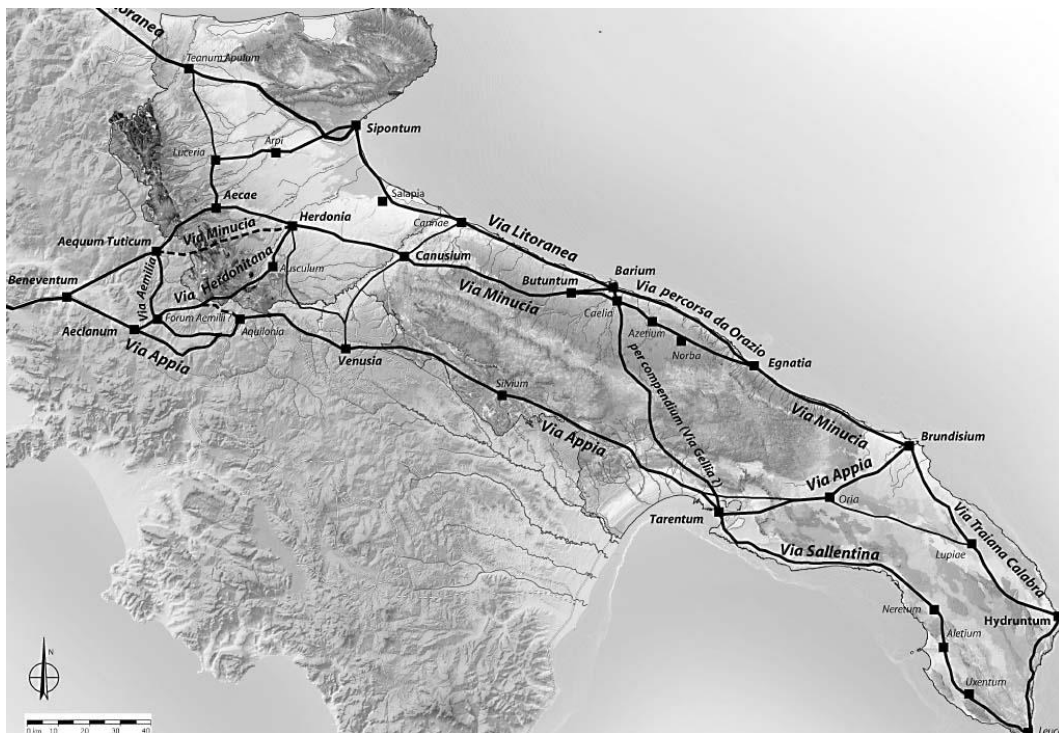 toranea
Teanum Apulum
Sipontum
Arpi
Luceria
Salapia
Aecae
Cannae
Herdonia
Via Litoranea
Via Minucia
Aequum Tuticum
Via Herdonitana
Ausculum
Canusium
Beneventum
Via Aemilia
Butuntum
Barium
Via percorsa da Orazio
Via Minucia
Caelia
Aeclanum
Forum Aemilii ?
Aquilonia
Azetium
Via Appia
Norba
Venusia
Egnatia
per compendium (Via Gellia ?)
Silvium
Via Minucia
Via Appia
Brundisium
Via Appia
Oria
Tarentum
Via Traiana Calabra
Via Sallentina
Lupiae
Neretum
Hydruntum
Aletium
N
Uxentum
0 km 10 20 30 40
Leuc